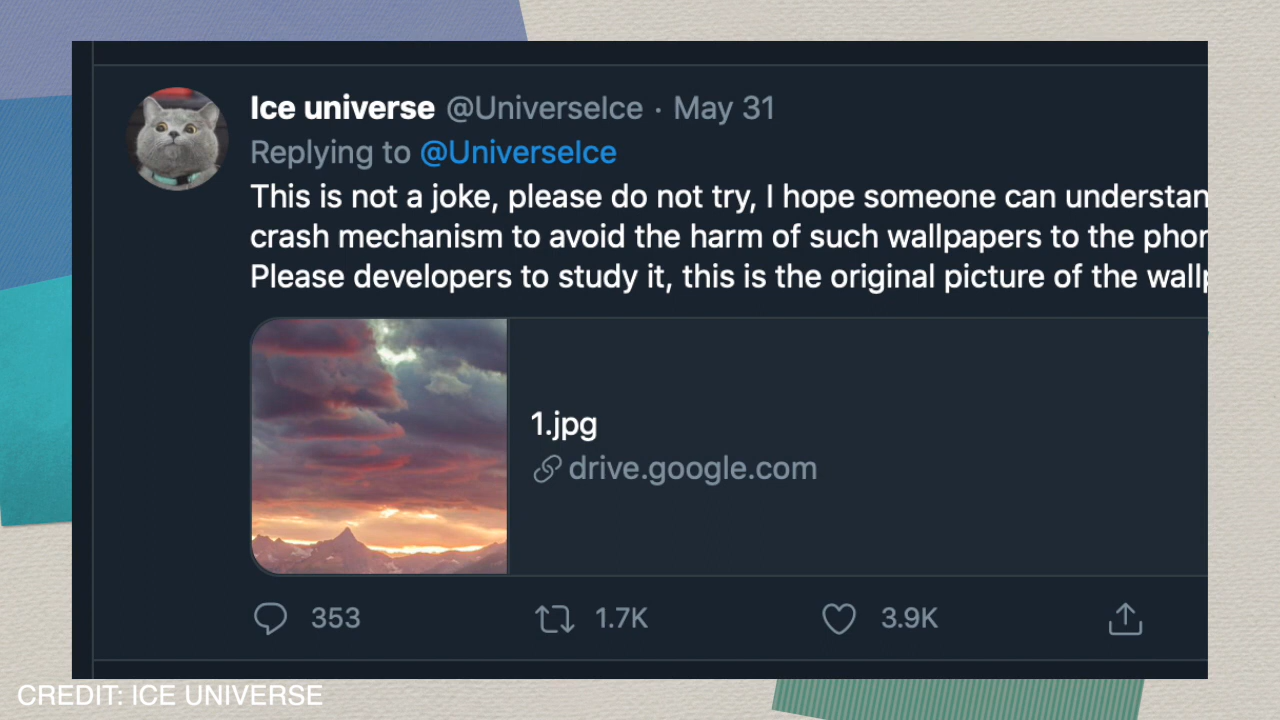 Ice universe @UniverseIce · May 31
Replying to @UniverseIce
This is not a joke, please do not try, I hope someone can understan
crash mechanism to avoid the harm of such wallpapers to the phor
Please developers to study it, this is the original picture of the wall
1.jpg
drive.google.com
353 1.7K 3.9K
CREDIT: ICE UNIVERSE